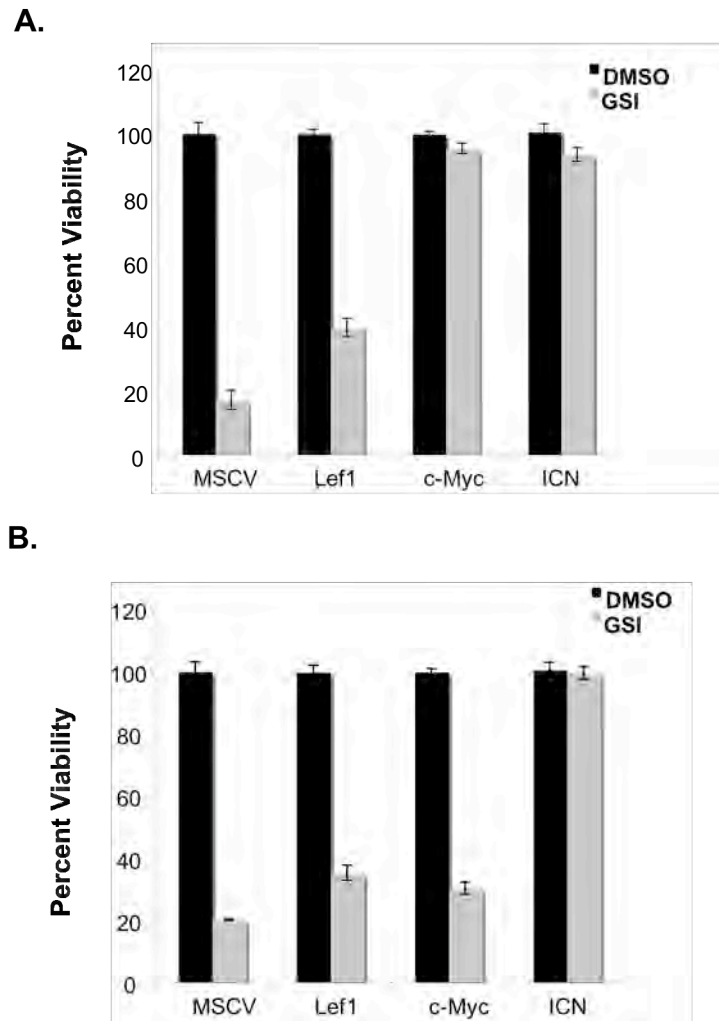 A.
120
100
80
60
40
20
0
Percent Viability
DMSO
GSI
MSCV Lef1 c-Myc ICN
B.
120
100
80
60
40
20
0
Percent Viability
DMSO
GSI
MSCV Lef1 c-Myc ICN